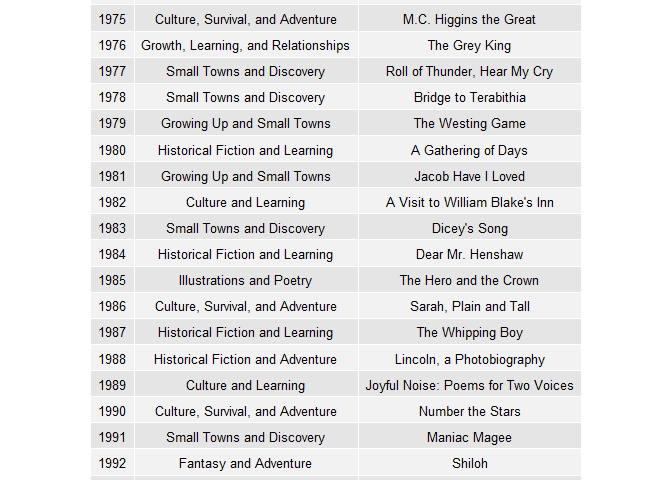 1975 Culture, Survival, and Adventure M.C. Higgins the Great
1976 Growth, Learning, and Relationships The Grey King
1977 Small Towns and Discovery Roll of Thunder, Hear My Cry
1978 Small Towns and Discovery Bridge to Terabithia
1979 Growing Up and Small Towns The Westing Game
1980 Historical Fiction and Learning A Gathering of Days
1981 Growing Up and Small Towns Jacob Have I Loved
1982 Culture and Learning A Visit to William Blake's Inn
1983 Small Towns and Discovery Dicey's Song
1984 Historical Fiction and Learning Dear Mr. Henshaw
1985 Illustrations and Poetry The Hero and the Crown
1986 Culture, Survival, and Adventure Sarah, Plain and Tall
1987 Historical Fiction and Learning The Whipping Boy
1988 Historical Fiction and Adventure Lincoln, a Photobiography
1989 Culture and Learning Joyful Noise: Poems for Two Voices
1990 Culture, Survival, and Adventure Number the Stars
1991 Small Towns and Discovery Maniac Magee
1992 Fantasy and Adventure Shiloh